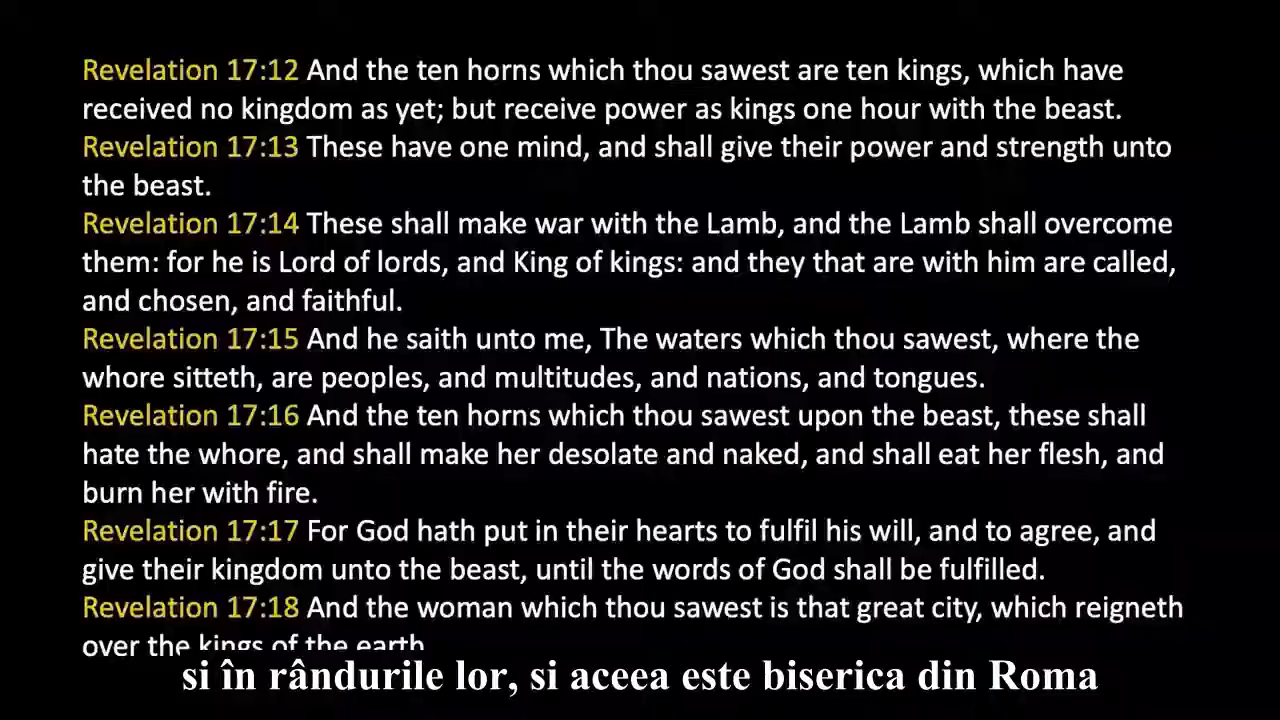 Revelation 17:12 And the ten horns which thou sawest are ten kings, which have
received no kingdom as yet; but receive power as kings one hour with the beast.
Revelation 17:13 These have one mind, and shall give their power and strength unto
the beast.
Revelation 17:14 These shall make war with the Lamb, and the Lamb shall overcome
them: for he is Lord of lords, and King of kings: and they that are with him are called,
and chosen, and faithful.
Revelation 17:15 And he saith unto me, The waters which thou sawest, where the
whore sitteth, are peoples, and multitudes, and nations, and tongues.
Revelation 17:16 And the ten horns which thou sawest upon the beast, these shall
hate the whore, and shall make her desolate and naked, and shall eat her flesh, and
burn her with fire.
Revelation 17:17 For God hath put in their hearts to fulfil his will, and to agree, and
give their kingdom unto the beast, until the words of God shall be fulfilled.
Revelation 17:18 And the woman which thou sawest is that great city, which reigneth
over the kings of the earth
si în rândurile lor, si aceea este biserica din Roma